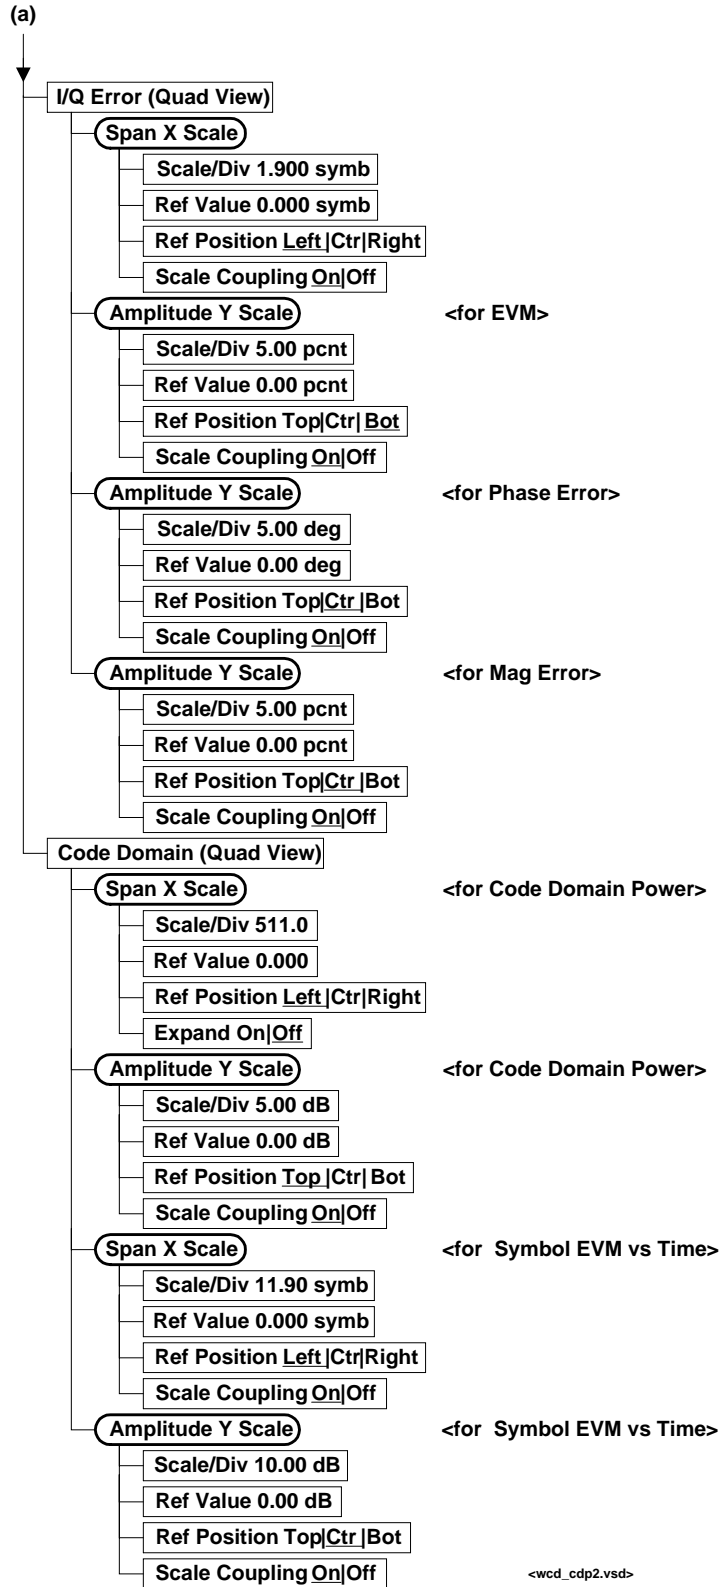 (a)
I/Q Error (Quad View)
Span X Scale
Scale/Div 1.900 symb
Ref Value 0.000 symb
Ref Position Left|Ctr|Right
Scale Coupling On|Off
Amplitude Y Scale <for EVM>
Scale/Div 5.00 pcnt
Ref Value 0.00 pcnt
Ref Position Top|Ctr| Bot
Scale Coupling On|Off
Amplitude Y Scale <for Phase Error>
Scale/Div 5.00 deg
Ref Value 0.00 deg
Ref Position Top|Ctr |Bot
Scale Coupling On|Off
Amplitude Y Scale <for Mag Error>
Scale/Div 5.00 pcnt
Ref Value 0.00 pcnt
Ref Position Top|Ctr |Bot
Scale Coupling On|Off
Code Domain (Quad View)
Span X Scale <for Code Domain Power>
Scale/Div 511.0
Ref Value 0.000
Ref Position Left |Ctr|Right
Expand On|Off
Amplitude Y Scale <for Code Domain Power>
Scale/Div 5.00 dB
Ref Value 0.00 dB
Ref Position Top |Ctr| Bot
Scale Coupling On|Off
Span X Scale <for Symbol EVM vs Time>
Scale/Div 11.90 symb
Ref Value 0.000 symb
Ref Position Left |Ctr|Right
Scale Coupling On|Off
Amplitude Y Scale <for Symbol EVM vs Time>
Scale/Div 10.00 dB
Ref Value 0.00 dB
Ref Position Top|Ctr |Bot
Scale Coupling On|Off
<wcd_cdp2.vsd>